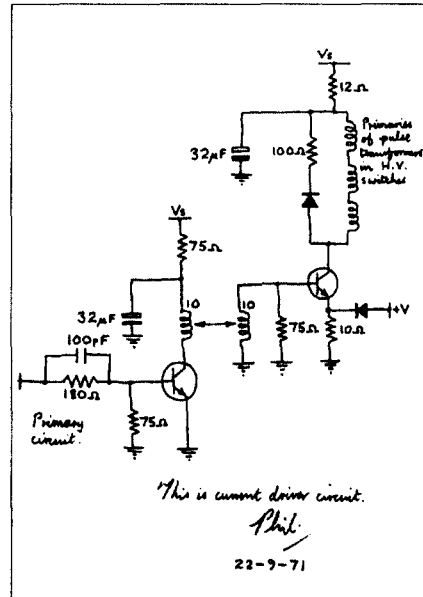 Vs
12Ω
32μF
100Ω
Primaries
of pulse
transformers
in H.V.
switches
Vs
75Ω
32μF
10
10
75Ω
10Ω
+V
100pF
180Ω
75Ω
Primary
circuit.
This is current driver circuit.
Phil.
22-9-71